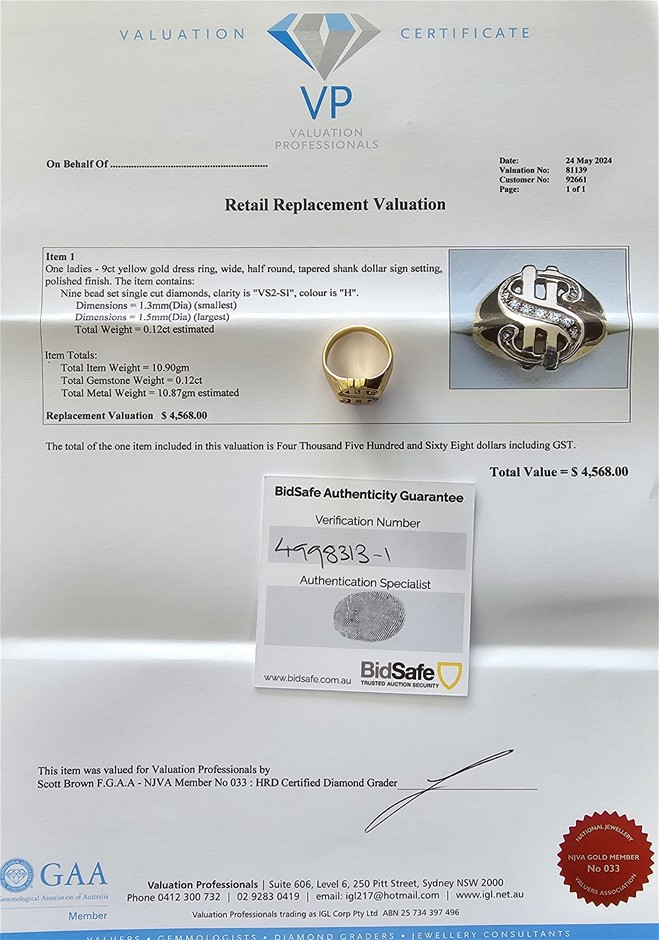 VALUATION CERTIFICATE
VP
VALUATION
PROFESSIONALS
On Behalf Of
Date: 24 May 2024
Valuation No: 81139
Customer No: 92661
Page: 1 of 1
Retail Replacement Valuation
Item 1
One ladies - 9ct yellow gold dress ring, wide, half round, tapered shank dollar sign setting,
polished finish. The item contains:
Nine bead set single cut diamonds, clarity is "VS2-SI", colour is "H".
Dimensions = 1.3mm(Dia) (smallest)
Dimensions = 1.5mm(Dia) (largest)
Total Weight = 0.12ct estimated
Item Totals:
Total Item Weight = 10.90gm
Total Gemstone Weight = 0.12ct
Total Metal Weight = 10.87gm estimated
Replacement Valuation $ 4,568.00
The total of the one item included in this valuation is Four Thousand Five Hundred and Sixty Eight dollars including GST.
Total Value = $ 4,568.00
BidSafe Authenticity Guarantee
Verification Number
4998313-1
Authentication Specialist
www.bidsafe.com.au
BidSafe
TRUSTED AUCTION SECURITY
This item was valued for Valuation Professionals by
Scott Brown F.G.A.A - NJVA Member No 033 : HRD Certified Diamond Grader
NATIONAL JEWELLERY
NJVA GOLD MEMBER
No 033
VALUERS ASSOCIATION
GAA
Gemmological Association of Australia
Member
Valuation Professionals | Suite 606, Level 6, 250 Pitt Street, Sydney NSW 2000
Phone 0412 300 732 | 02 9283 0419 | email: igl217@hotmail.com | www.igl.net.au
Valuation Professionals trading as IGL Corp Pty Ltd ABN 25 734 397 496
VALUERS • GEMMOLOGISTS • DIAMOND GRADERS • JEWELLERY CONSULTANTS